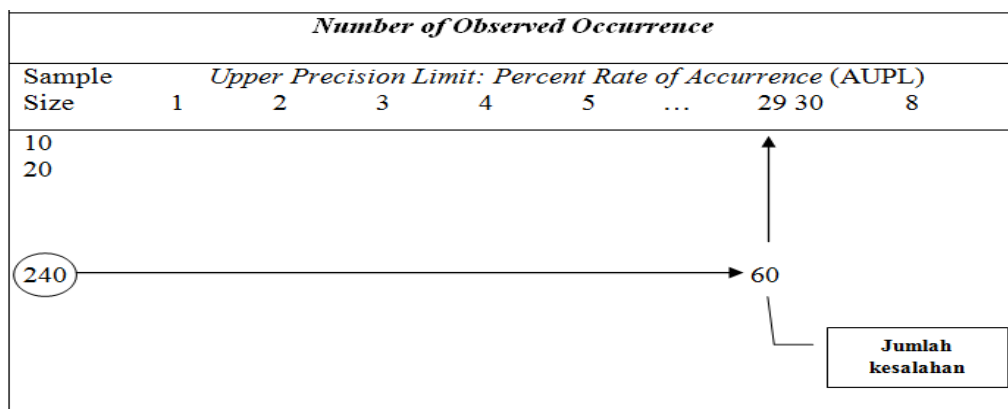 Number of Observed Occurrence
Sample Upper Precision Limit: Percent Rate of Accurrence (AUPL)
Size 1 2 3 4 5 ... 29 30 8
10
20
240 60
Jumlah
kesalahan